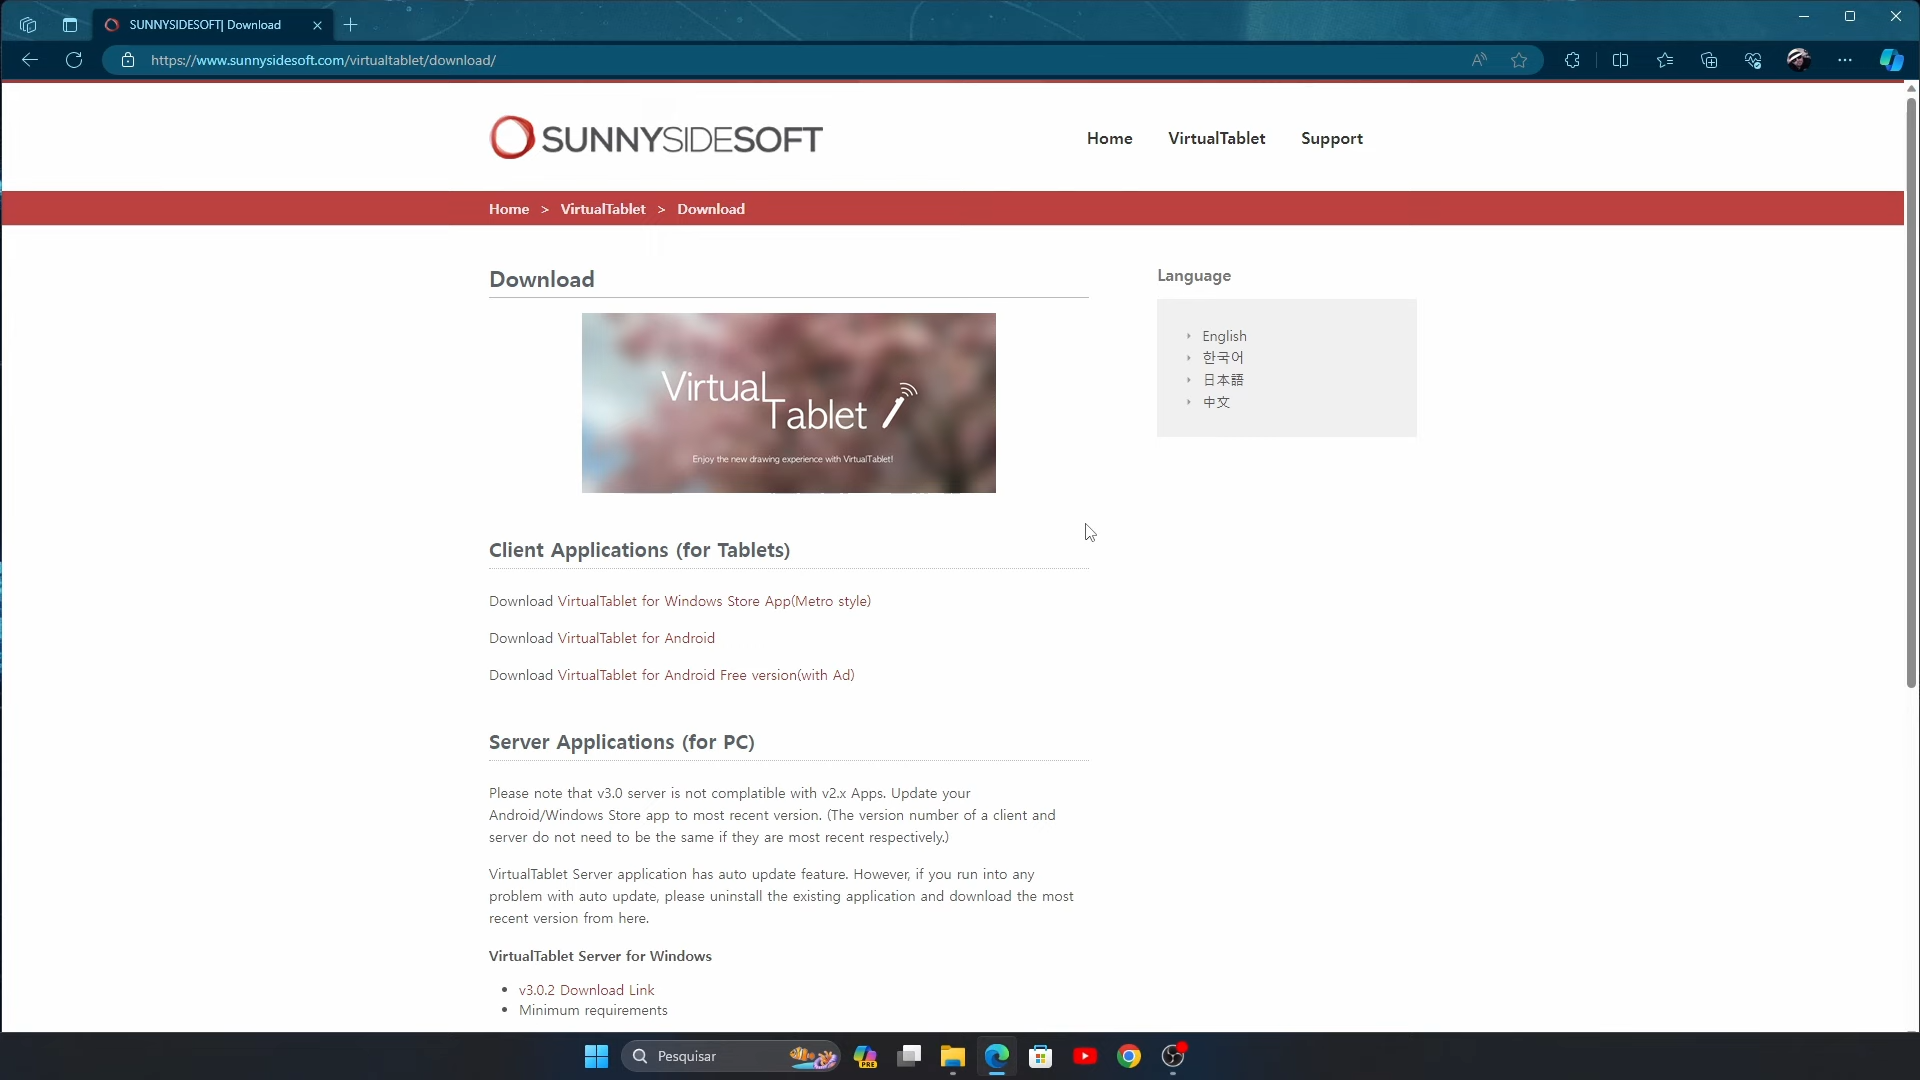 SUNNYSIDESOFT| Download
https://www.sunnysidesoft.com/virtualtablet/download/
SUNNYSIDESOFT
Home VirtualTablet Support
Home > VirtualTablet > Download
Download
Virtual
Tablet
Enjoy the new drawing experience with VirtualTablet!
Language
English
한국어
日本語
中文
Client Applications (for Tablets)
Download VirtualTablet for Windows Store App(Metro style)
Download VirtualTablet for Android
Download VirtualTablet for Android Free version(with Ad)
Server Applications (for PC)
Please note that v3.0 server is not complatible with v2.x Apps. Update your
Android/Windows Store app to most recent version. (The version number of a client and
server do not need to be the same if they are most recent respectively.)
VirtualTablet Server application has auto update feature. However, if you run into any
problem with auto update, please uninstall the existing application and download the most
recent version from here.
VirtualTablet Server for Windows
v3.0.2 Download Link
Minimum requirements
Pesquisar
PRE